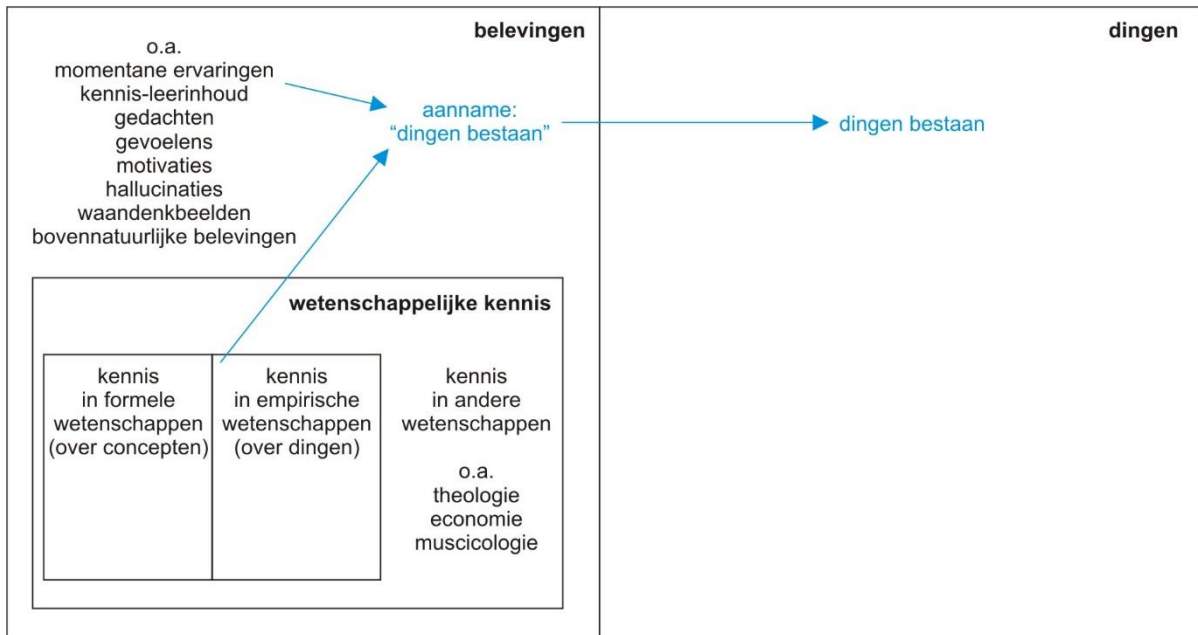 belevingen
o.a.
momentane ervaringen
kennis-leerinhoud
gedachten
gevoelens
motivaties
hallucinaties
waandenkbeelden
bovennatuurlijke belevingen
aanname:
“dingen bestaan”
wetenschappelijke kennis
kennis
in formele
wetenschappen
(over concepten)
kennis
in empirische
wetenschappen
(over dingen)
kennis
in andere
wetenschappen
o.a.
theologie
economie
muscicologie
dingen
dingen bestaan